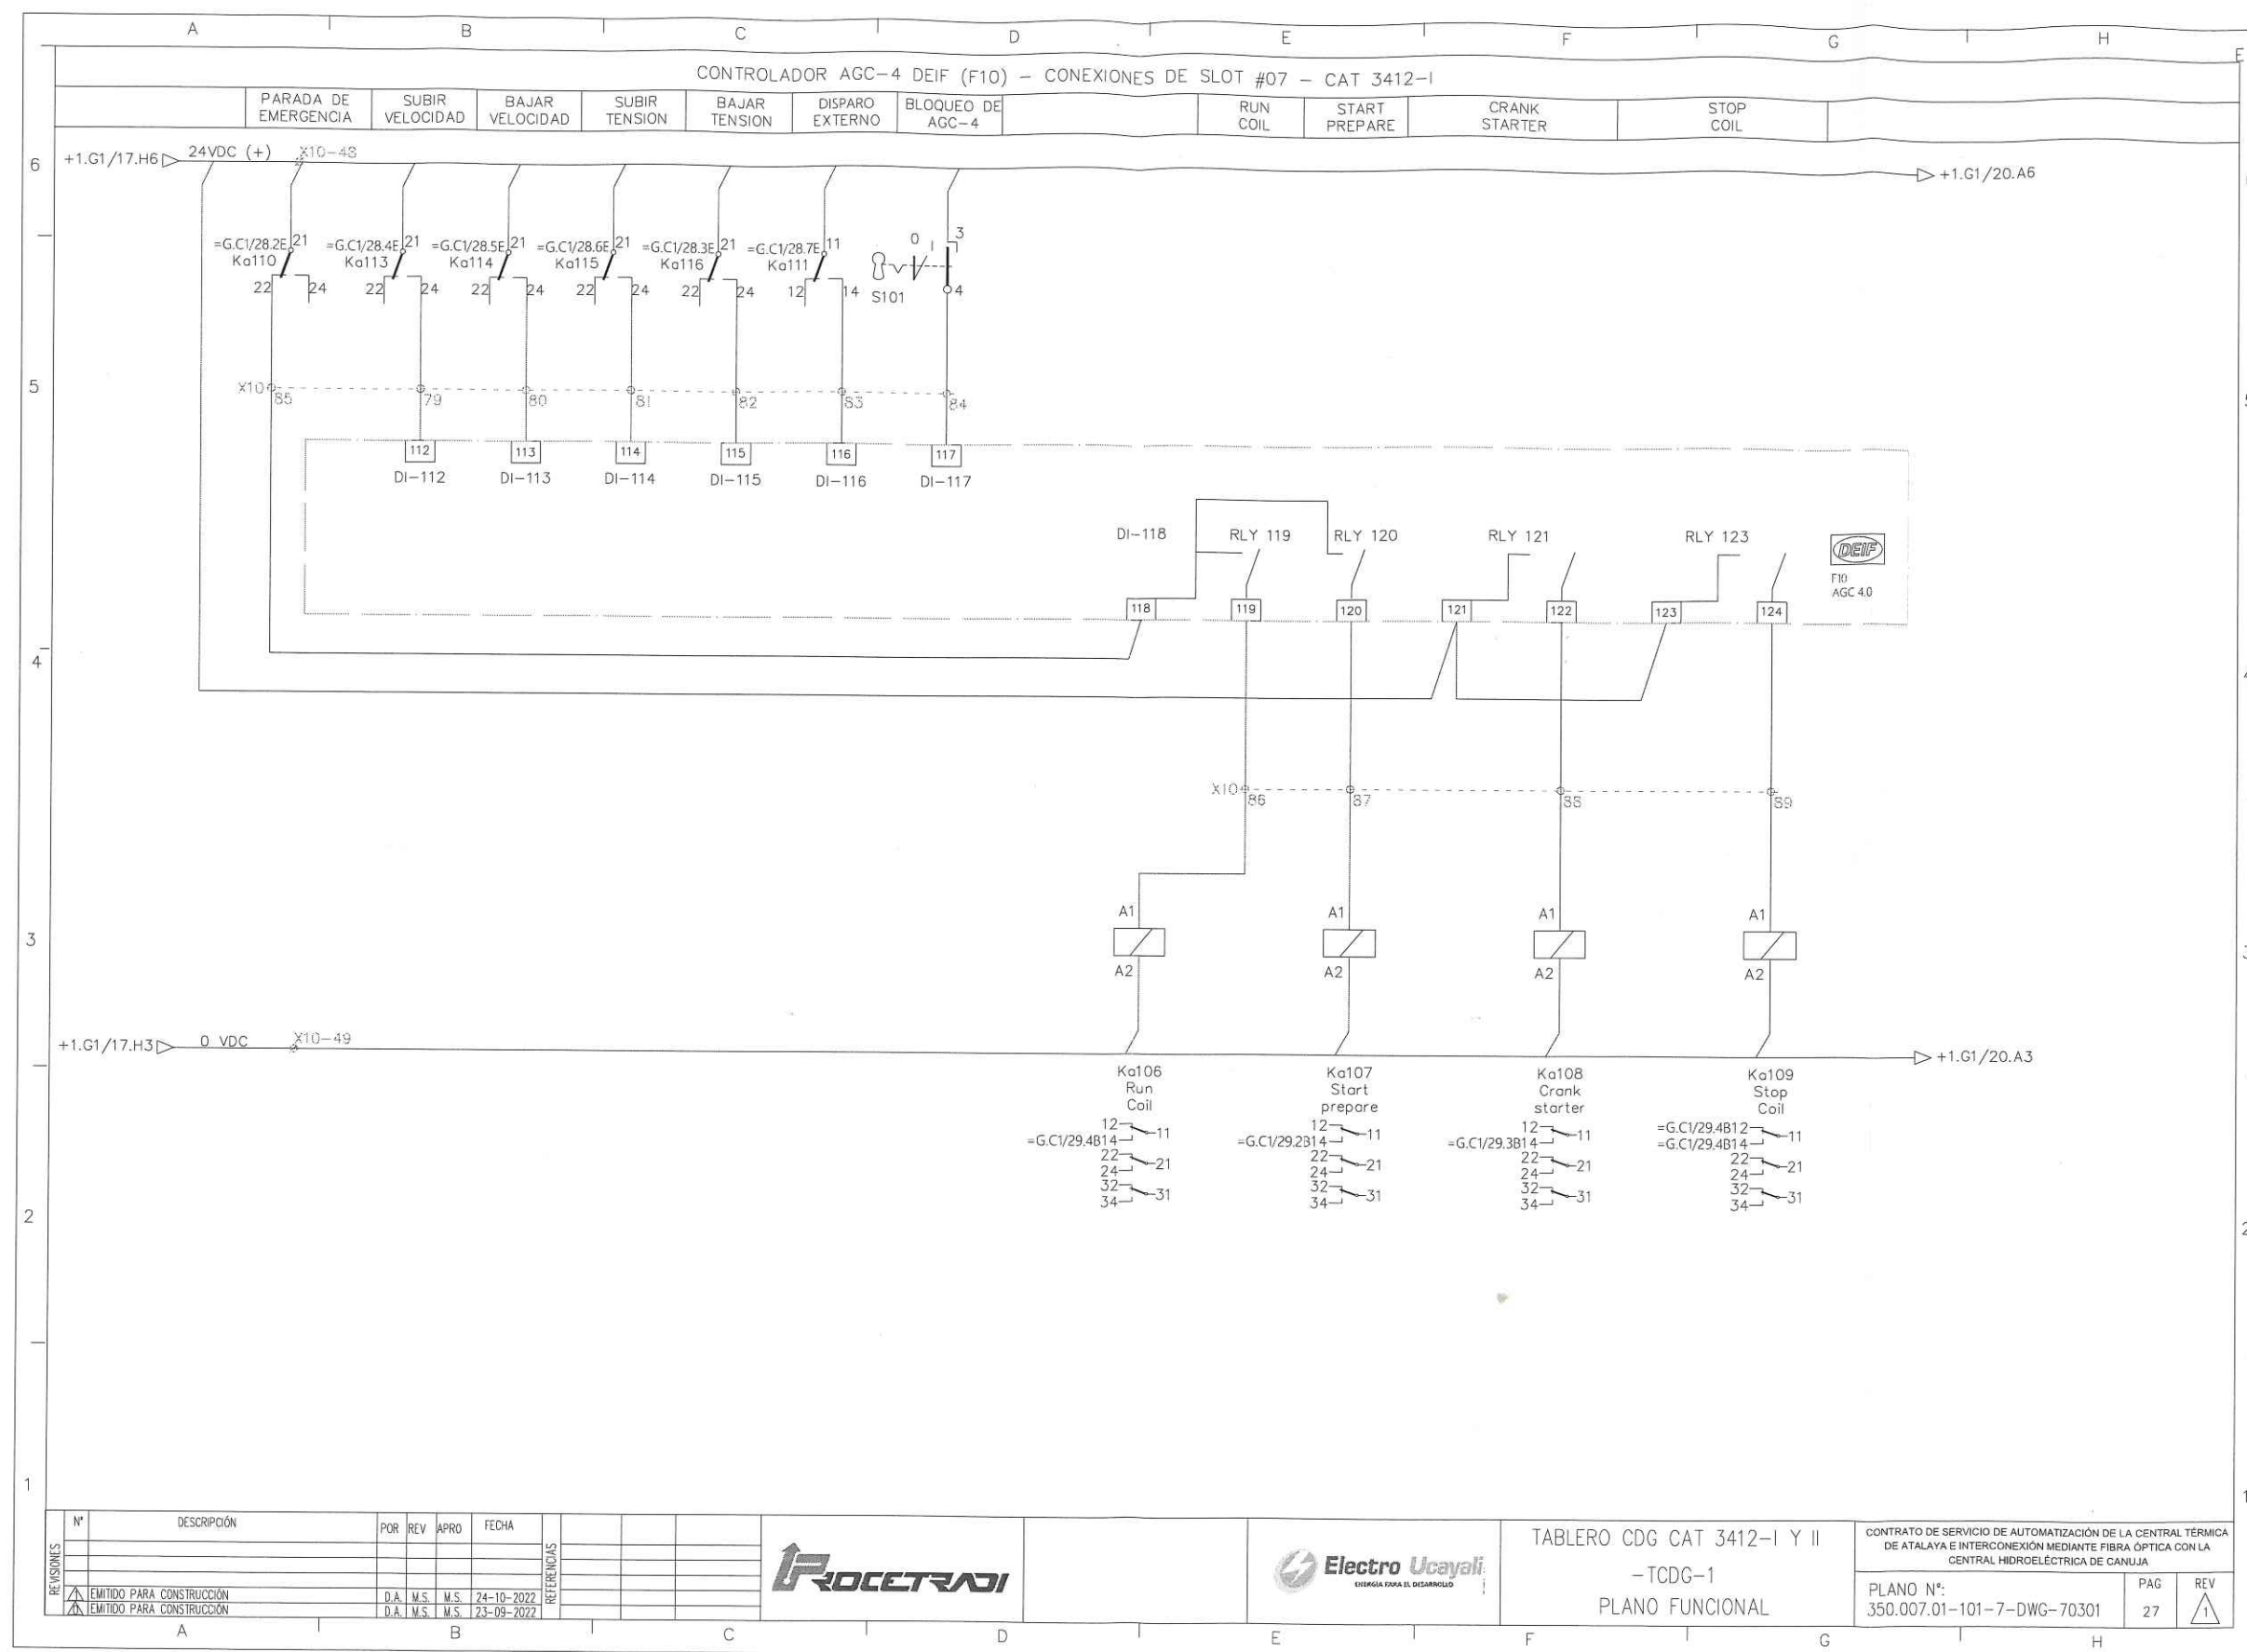 A B C D E F G H
CONTROLADOR AGC-4 DEIF (F10) - CONEXIONES DE SLOT #07 - CAT 3412-I
PARADA DE EMERGENCIA
SUBIR VELOCIDAD
BAJAR VELOCIDAD
SUBIR TENSION
BAJAR TENSION
DISPARO EXTERNO
BLOQUEO DE AGC-4
RUN COIL
START PREPARE
CRANK STARTER
STOP COIL
6
+1.G1/17.H6 24VDC (+) X10-48 +1.G1/20.A6
=G.C1/28.2E 21 =G.C1/28.4E 21 =G.C1/28.5E 21 =G.C1/28.6E 21 =G.C1/28.3E 21 =G.C1/28.7E 11 0 1 3
Ka110 Ka113 Ka114 Ka115 Ka116 Ka111
22 24 22 24 22 24 22 24 22 24 12 14 S101 4
5
X10 85 79 80 81 82 83 84
112 113 114 115 116 117
DI-112 DI-113 DI-114 DI-115 DI-116 DI-117
DI-118 RLY 119 RLY 120 RLY 121 RLY 123
DEIF
F10
AGC 4.0
118 119 120 121 122 123 124
4
X10 86 87 88 89
A1 A1 A1 A1
3
A2 A2 A2 A2
+1.G1/17.H3 0 VDC X10-49 +1.G1/20.A3
Ka106
Run
Coil
12 11
=G.C1/29.4B14
22 21
24
32 31
34
Ka107
Start
prepare
12 11
=G.C1/29.2B14
22 21
24
32 31
34
Ka108
Crank
starter
12 11
=G.C1/29.3B14
22 21
24
32 31
34
Ka109
Stop
Coil
=G.C1/29.4B12 11
=G.C1/29.4B14
22 21
24
32 31
34
2
1
REVISIONES
N° DESCRIPCIÓN POR REV APRO FECHA
1 EMITIDO PARA CONSTRUCCIÓN D.A. M.S. M.S. 24-10-2022
EMITIDO PARA CONSTRUCCIÓN D.A. M.S. M.S. 23-09-2022
REFERENCIAS
PROCETRADI
Electro Ucayali
ENERGÍA PARA EL DESARROLLO
TABLERO CDG CAT 3412-I Y II
-TCDG-1
PLANO FUNCIONAL
CONTRATO DE SERVICIO DE AUTOMATIZACIÓN DE LA CENTRAL TÉRMICA
DE ATALAYA E INTERCONEXIÓN MEDIANTE FIBRA ÓPTICA CON LA
CENTRAL HIDROELÉCTRICA DE CANUJA
PLANO N°:
350.007.01-101-7-DWG-70301
PAG
27
REV
1
A B C D E F G H